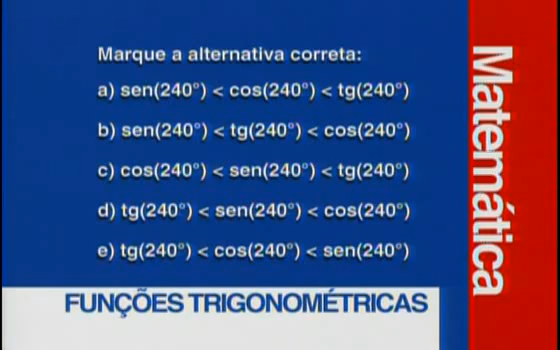 Marque a alternativa correta:
a) sen(240°) < cos(240°) < tg(240°)
b) sen(240°) < tg(240°) < cos(240°)
c) cos(240°) < sen(240°) < tg(240°)
d) tg(240°) < sen(240°) < cos(240°)
e) tg(240°) < cos(240°) < sen(240°)
FUNÇÕES TRIGONOMÉTRICAS
Matemática